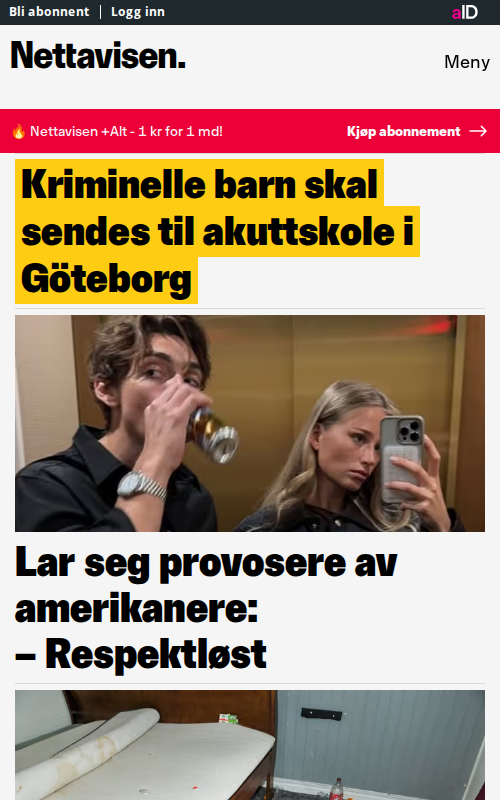 Bli abonnent
Logg inn
aID
Nettavisen.
Meny
🔥 Nettavisen +Alt - 1 kr for 1 md!
Kjøp abonnement →
Kriminelle barn skal
sendes til akuttskole i
Göteborg
Lar seg provosere av
amerikanere:
– Respektløst